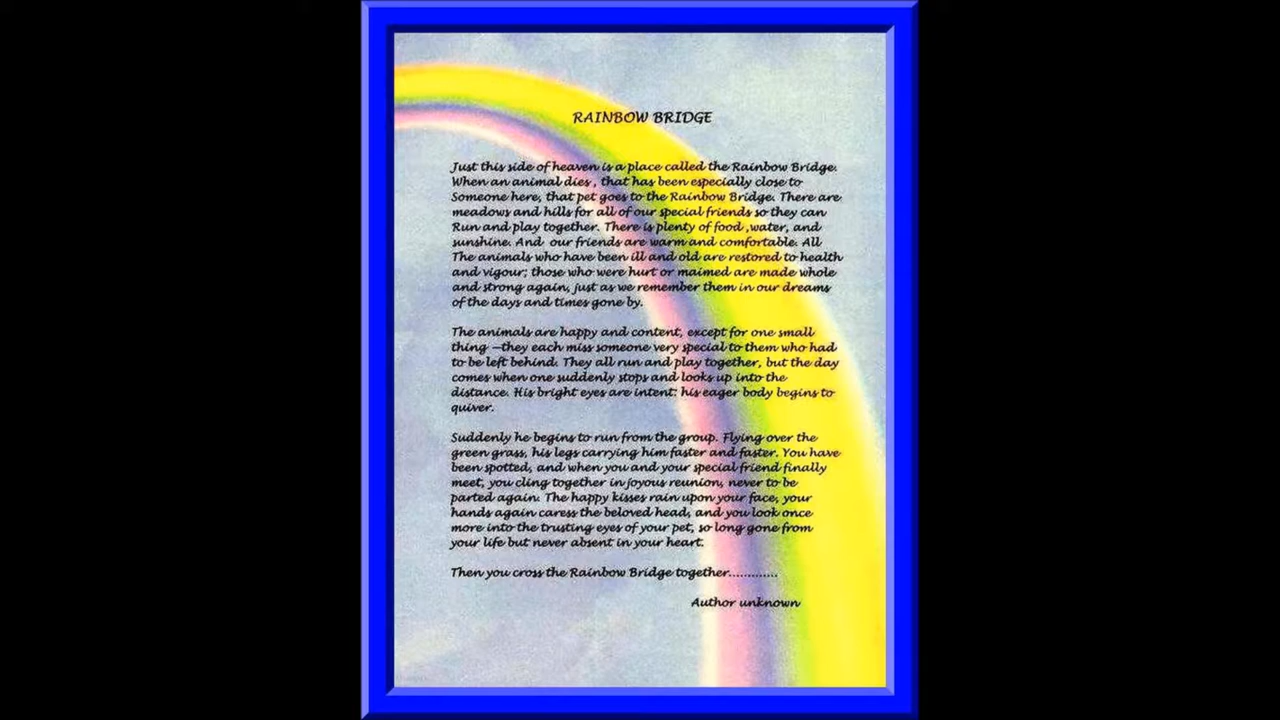 RAINBOW BRIDGE
Just this side of heaven is a place called the Rainbow Bridge.
When an animal dies , that has been especially close to
Someone here, that pet goes to the Rainbow Bridge. There are
meadows and hills for all of our special friends so they can
Run and play together. There is plenty of food ,water, and
sunshine. And our friends are warm and comfortable. All
The animals who have been ill and old are restored to health
and vigour; those who were hurt or maimed are made whole
and strong again, just as we remember them in our dreams
of the days and times gone by.
The animals are happy and content, except for one small
thing —they each miss someone very special to them who had
to be left behind. They all run and play together, but the day
comes when one suddenly stops and looks up into the
distance. His bright eyes are intent: his eager body begins to
quiver.
Suddenly he begins to run from the group. Flying over the
green grass, his legs carrying him faster and faster. You have
been spotted, and when you and your special friend finally
meet, you cling together in joyous reunion, never to be
parted again. The happy kisses rain upon your face, your
hands again caress the beloved head, and you look once
more into the trusting eyes of your pet, so long gone from
your life but never absent in your heart.
Then you cross the Rainbow Bridge together.............
Author unknown